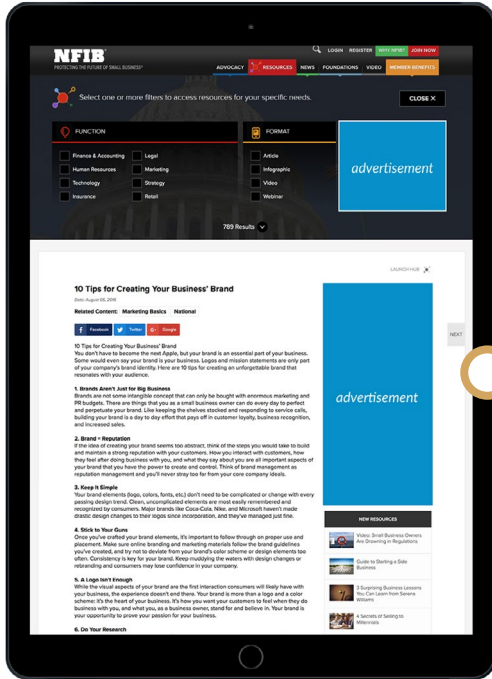 NFIB
PROTECTING THE FUTURE OF SMALL BUSINESS®
LOGIN REGISTER WHY NFIB? JOIN NOW
ADVOCACY RESOURCES NEWS FOUNDATIONS VIDEO MEMBER BENEFITS
Select one or more filters to access resources for your specific needs.
CLOSE X
FUNCTION
Finance & Accounting Legal
Human Resources Marketing
Technology Strategy
Insurance Retail
FORMAT
Article
Infographic
Video
Webinar
advertisement
789 Results
LAUNCH HUB
10 Tips for Creating Your Business' Brand
Date: August 05, 2016
Related Content: Marketing Basics National
f Facebook Twitter G+ Google
10 Tips for Creating Your Business' Brand
You don't have to become the next Apple, but your brand is an essential part of your business.
Some would even say your brand is your business. Logos and mission statements are only part
of your company's brand identity. Here are 10 tips for creating an unforgettable brand that
resonates with your audience.
1. Brands Aren't Just for Big Business
Brands are not some intangible concept that can only be bought with enormous marketing and
PR budgets. There are things that you as a small business owner can do every day to perfect
and perpetuate your brand. Like keeping the shelves stocked and responding to service calls,
building your brand is a day to day effort that pays off in customer loyalty, business recognition,
and increased sales.
2. Brand = Reputation
If the idea of creating your brand seems too abstract, think of the steps you would take to build
and maintain a strong reputation with your customers. How you interact with customers, how
they feel after doing business with you, and what they say about you are all important aspects of
your brand that you have the power to create and control. Think of brand management as
reputation management and you'll never stray too far from your core company ideals.
3. Keep It Simple
Your brand elements (logo, colors, fonts, etc.) don't need to be complicated or change with every
passing design trend. Clean, uncomplicated elements are most easily remembered and
recognized by consumers. Major brands like Coca-Cola, Nike, and Microsoft haven't made
drastic design changes to their logos since incorporation, and they've managed just fine.
4. Stick to Your Guns
Once you've crafted your brand elements, it's important to follow through on proper use and
placement. Make sure online branding and marketing materials follow the brand guidelines
you've created, and try not to deviate from your brand's color scheme or design elements too
often. Consistency is key for your brand. Keep muddying the waters with design changes or
rebranding and consumers may lose confidence in your company.
5. A Logo Isn't Enough
While the visual aspects of your brand are the first interaction consumers will likely have with
your business, the experience doesn't end there. Your brand is more than a logo and a color
scheme: it's the heart of your business. It's how you want your customers to feel when they do
business with you, and what you, as a business owner, stand for and believe in. Your brand is
your opportunity to prove your passion for your business.
6. Do Your Research
advertisement
NEXT
NEW RESOURCES
Video: Small Business Owners
Are Drowning in Regulations
Guide to Starting a Side
Business
3 Surprising Business Lessons
You Can Learn from Serena
Williams
4 Secrets of Selling to
Millennials